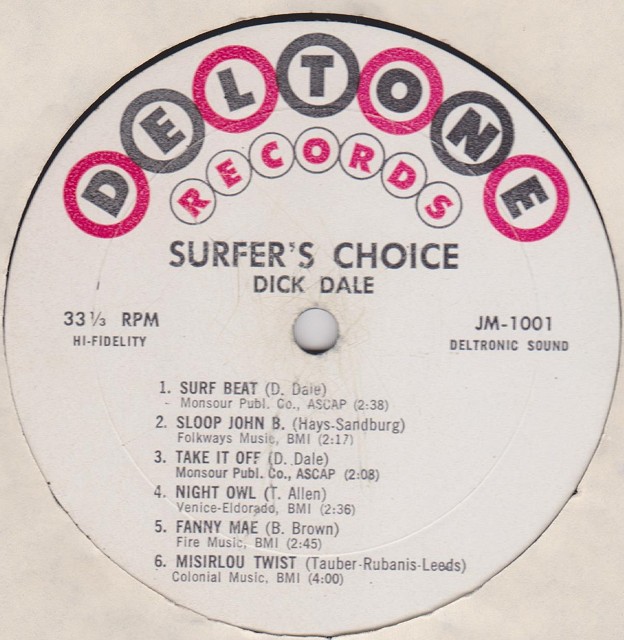 DELTONE
RECORDS
SURFER'S CHOICE
DICK DALE
33 1/3 RPM
HI-FIDELITY
JM-1001
DELTRONIC SOUND
1. SURF BEAT (D. Dale)
Monsour Publ. Co., ASCAP (2:38)
2. SLOOP JOHN B. (Hays-Sandburg)
Folkways Music, BMI (2:17)
3. TAKE IT OFF (D. Dale)
Monsour Publ. Co., ASCAP (2:08)
4. NIGHT OWL (T. Allen)
Venice-Eldorado, BMI (2:36)
5. FANNY MAE (B. Brown)
Fire Music, BMI (2:45)
6. MISIRLOU TWIST (Tauber-Rubanis-Leeds)
Colonial Music, BMI (4:00)